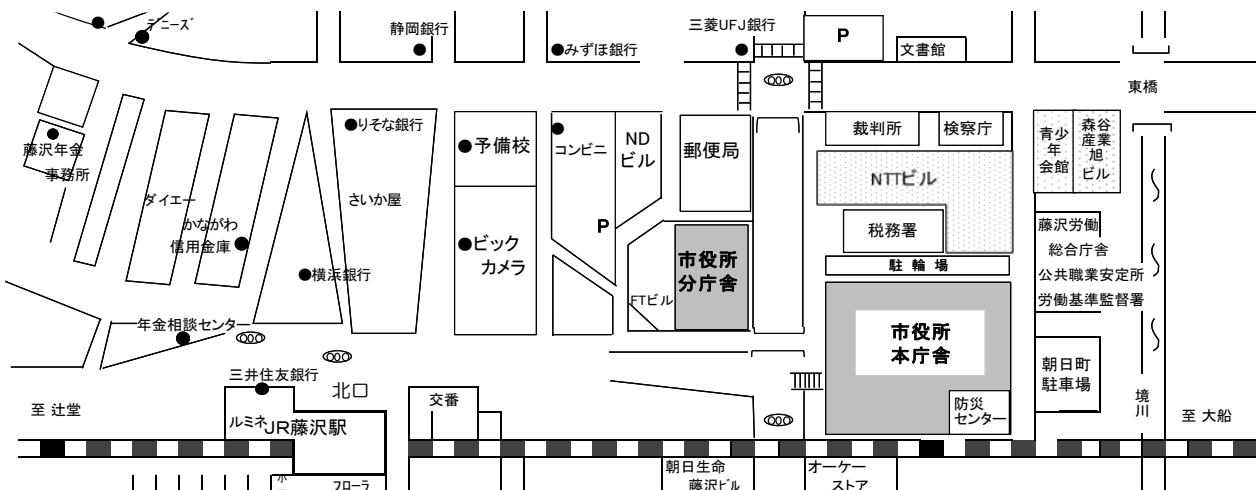 デニーズ
静岡銀行
みずほ銀行
三菱UFJ銀行
P
文書館
東橋
藤沢年金
事務所
ダイエー
かながわ
信用金庫
りそな銀行
さいか屋
横浜銀行
予備校
ビック
カメラ
コンビニ
P
ND
ビル
郵便局
FTビル
市役所
分庁舎
裁判所
検察庁
NTTビル
税務署
駐輪場
市役所
本庁舎
防災
センター
青少
年
会館
森谷
産業
旭
ビル
藤沢労働
総合庁舎
公共職業安定所
労働基準監督署
朝日町
駐車場
境川
至 大船
年金相談センター
三井住友銀行
北口
至 辻堂
ルミネ
JR藤沢駅
交番
フローラ
朝日生命
藤沢ビル
オーケー
ストア